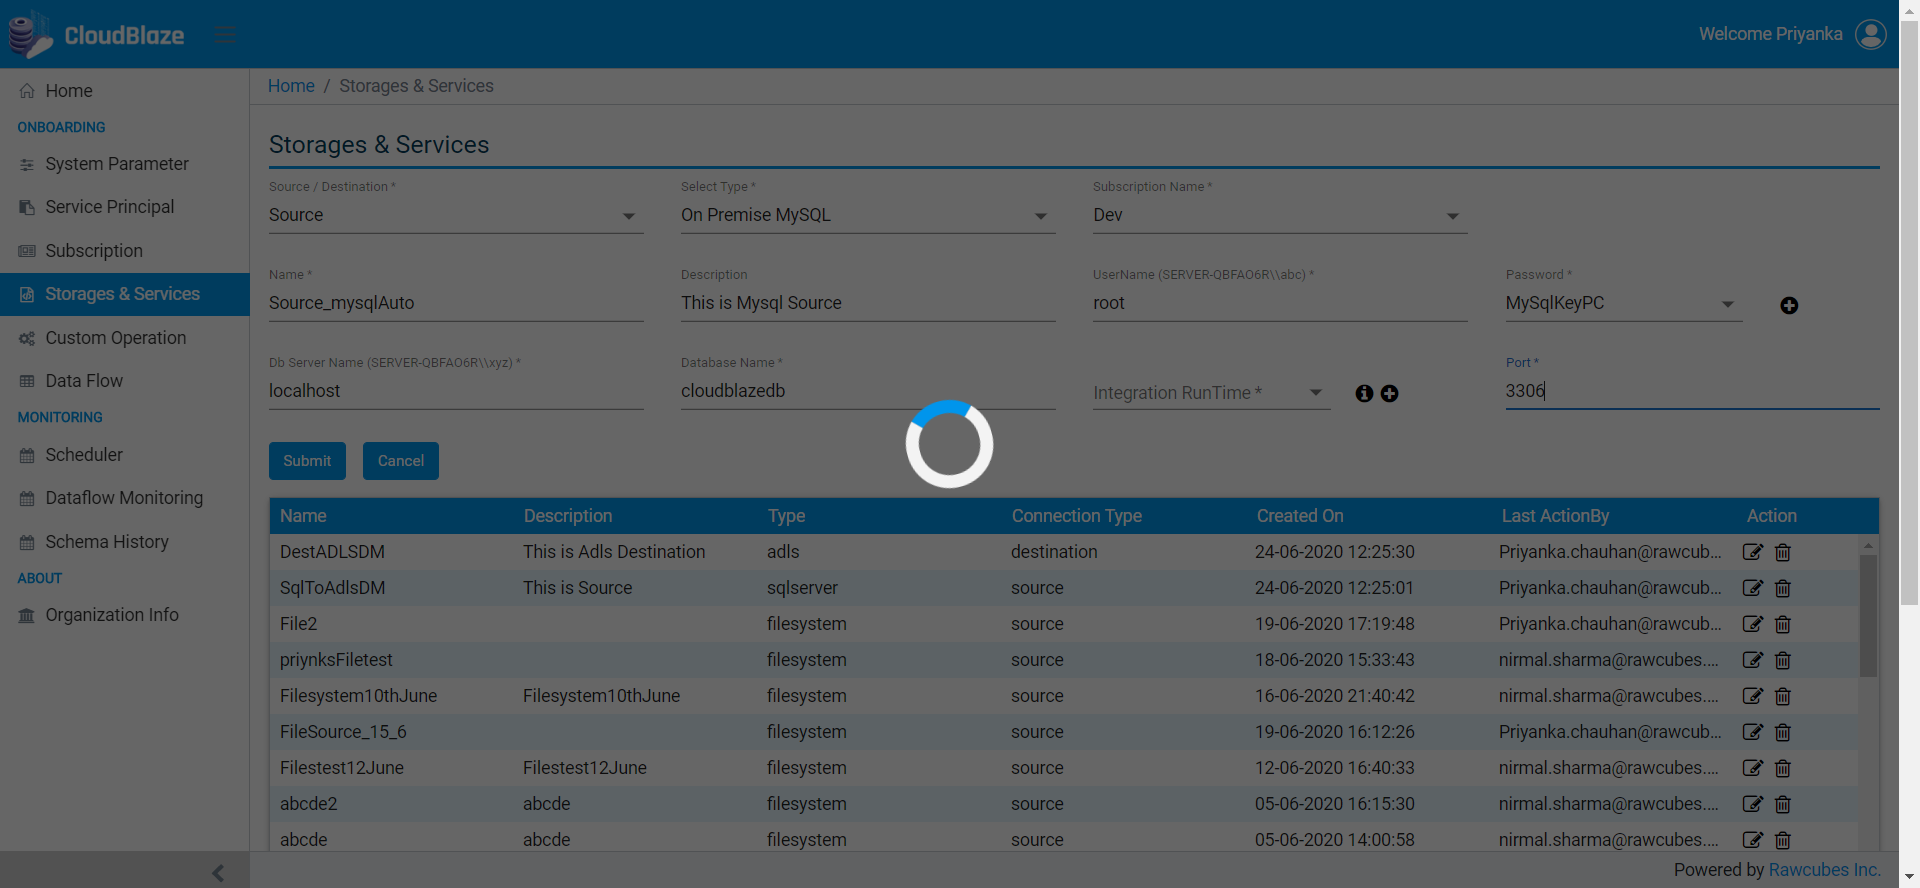 CloudBlaze
Welcome Priyanka
Home
ONBOARDING
System Parameter
Service Principal
Subscription
Storages & Services
Custom Operation
Data Flow
MONITORING
Scheduler
Dataflow Monitoring
Schema History
ABOUT
Organization Info
Home / Storages & Services
Storages & Services
Source / Destination * Select Type * Subscription Name *
Source On Premise MySQL Dev
Name * Description UserName (SERVER-QBFAO6R\\abc) * Password *
Source_mysqlAuto This is Mysql Source root MySqlKeyPC
Db Server Name (SERVER-QBFAO6R\\xyz) * Database Name * Port *
localhost cloudblazedb Integration RunTime * 3306
Submit Cancel
Name Description Type Connection Type Created On Last ActionBy Action
DestADLSDM This is Adls Destination adls destination 24-06-2020 12:25:30 Priyanka.chauhan@rawcub...
SqlToAdlsDM This is Source sqlserver source 24-06-2020 12:25:01 Priyanka.chauhan@rawcub...
File2 filesystem source 19-06-2020 17:19:48 Priyanka.chauhan@rawcub...
priynksFiletest filesystem source 18-06-2020 15:33:43 nirmal.sharma@rawcubes....
Filesystem10thJune Filesystem10thJune filesystem source 16-06-2020 21:40:42 nirmal.sharma@rawcubes....
FileSource_15_6 filesystem source 19-06-2020 16:12:26 Priyanka.chauhan@rawcub...
Filestest12June Filestest12June filesystem source 12-06-2020 16:40:33 nirmal.sharma@rawcubes....
abcde2 abcde filesystem source 05-06-2020 16:15:30 nirmal.sharma@rawcubes....
abcde abcde filesystem source 05-06-2020 14:00:58 nirmal.sharma@rawcubes....
Powered by Rawcubes Inc.